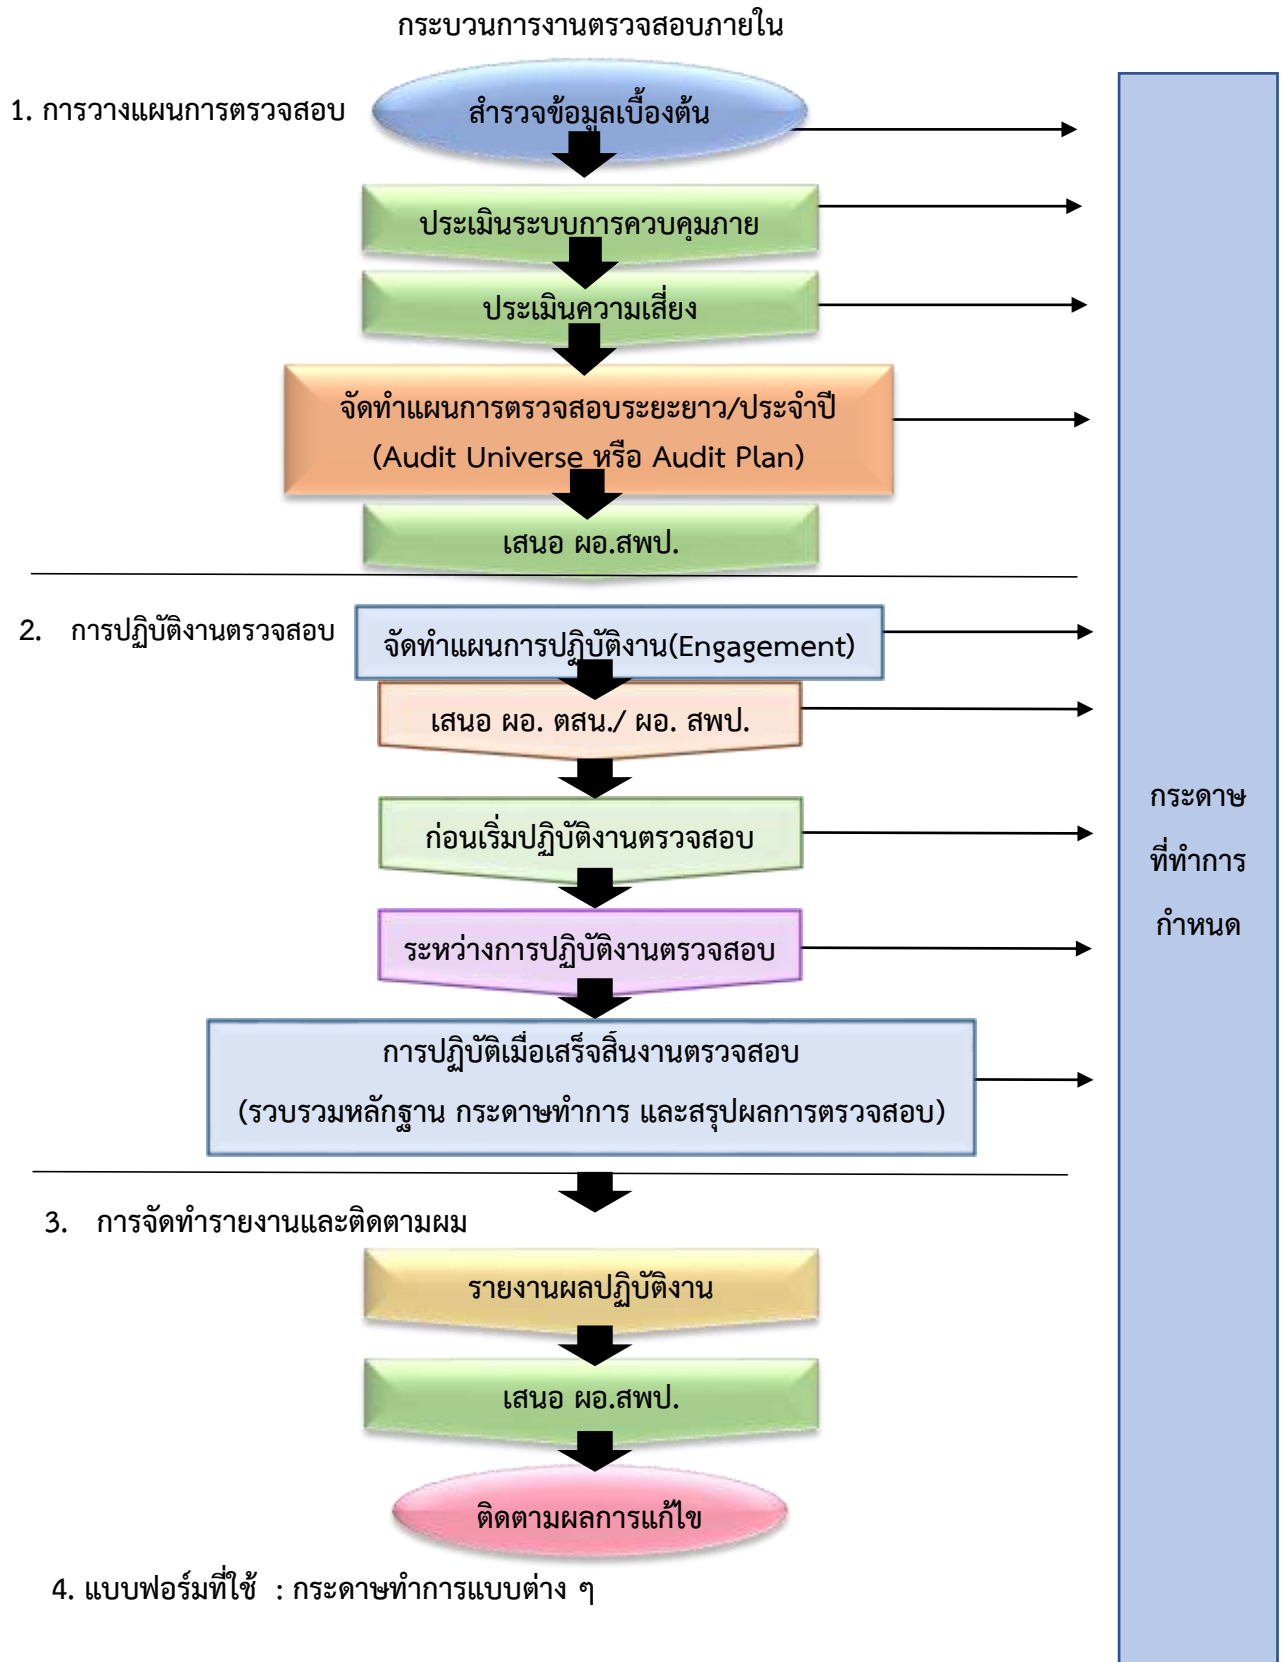 กระบวนการงานตรวจสอบภายใน
1. การวางแผนการตรวจสอบ
สำรวจข้อมูลเบื้องต้น
ประเมินระบบการควบคุมภาย
ประเมินความเสี่ยง
จัดทำแผนการตรวจสอบระยะยาว/ประจำปี
(Audit Universe หรือ Audit Plan)
เสนอ ผอ.สพป.
2. การปฏิบัติงานตรวจสอบ
จัดทำแผนการปฏิบัติงาน(Engagement)
เสนอ ผอ. ตสน./ ผอ. สพป.
ก่อนเริ่มปฏิบัติงานตรวจสอบ
ระหว่างการปฏิบัติงานตรวจสอบ
การปฏิบัติเมื่อเสร็จสิ้นงานตรวจสอบ
(รวบรวมหลักฐาน กระดาษทำการ และสรุปผลการตรวจสอบ)
กระดาษ
ที่ทำการ
กำหนด
3. การจัดทำรายงานและติดตามผม
รายงานผลปฏิบัติงาน
เสนอ ผอ.สพป.
ติดตามผลการแก้ไข
4. แบบฟอร์มที่ใช้ : กระดาษทำการแบบต่าง ๆ